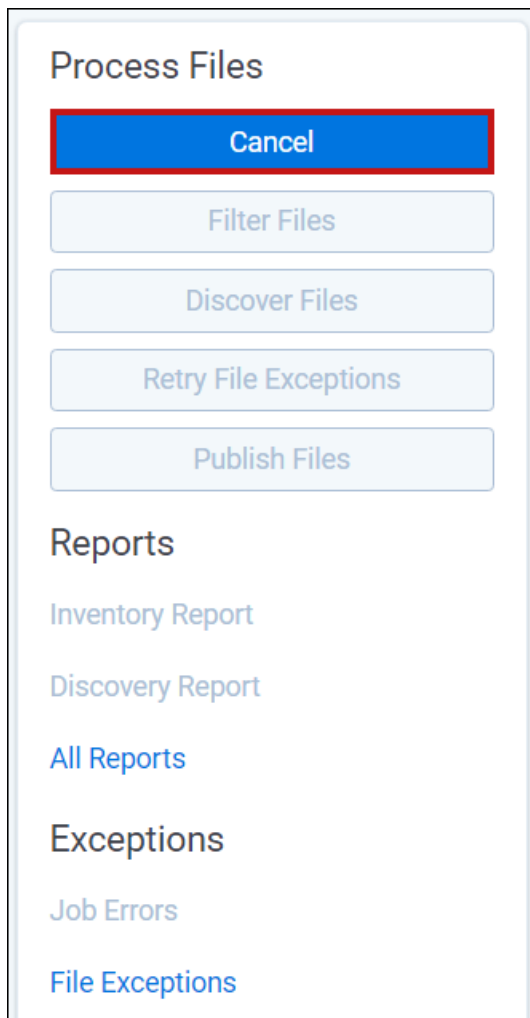 Process Files
Cancel
Filter Files
Discover Files
Retry File Exceptions
Publish Files
Reports
Inventory Report
Discovery Report
All Reports
Exceptions
Job Errors
File Exceptions